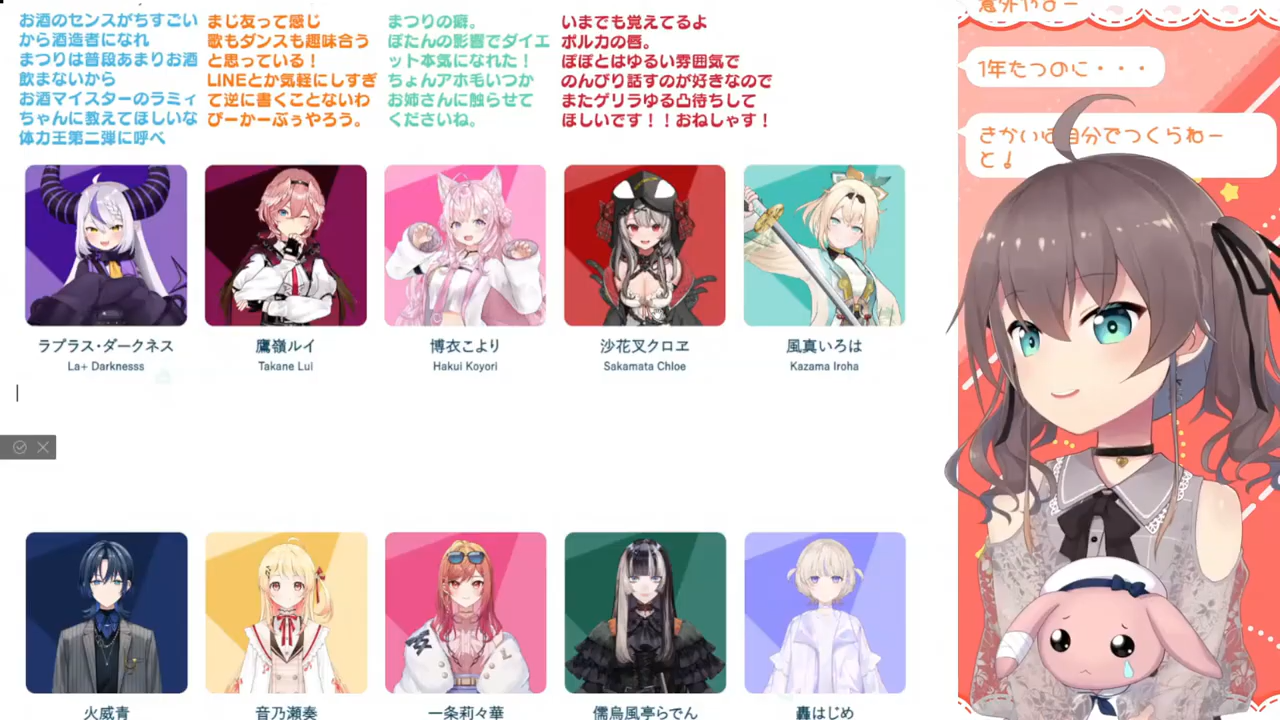 お酒のセンスがちすごい
から酒造者になれ
まつりは普段あまりお酒
飲まないから
お酒マイスターのラミィ
ちゃんに教えてほしいな
体力王第二弾に呼べ
まじ友って感じ
歌もダンスも趣味合う
と思っている！
LINEとか気軽にしすぎ
て逆に書くことないわ
びーかーぶぅやろう。
まつりの癖。
ぼたんの影響でダイエ
ット本気になれた！
ちょんアホ毛いつか
お姉さんに触らせて
くださいね。
いまでも覚えてるよ
ポルカの唇。
ぽぽとはゆるい雰囲気で
のんびり話すのが好きなので
またゲリラゆる凸待ちして
ほしいです！！おねしゃす！
意外やなー
1年たつのに・・・
きかい自分でつくらねー
と！
ラプラス・ダークネス
La+ Darknesss
鷹嶺ルイ
Takane Lui
博衣こより
Hakui Koyori
沙花叉クロヱ
Sakamata Chloe
風真いろは
Kazama Iroha
火威青
音乃瀬奏
一条莉々華
儒烏風亭らでん
轟はじめ